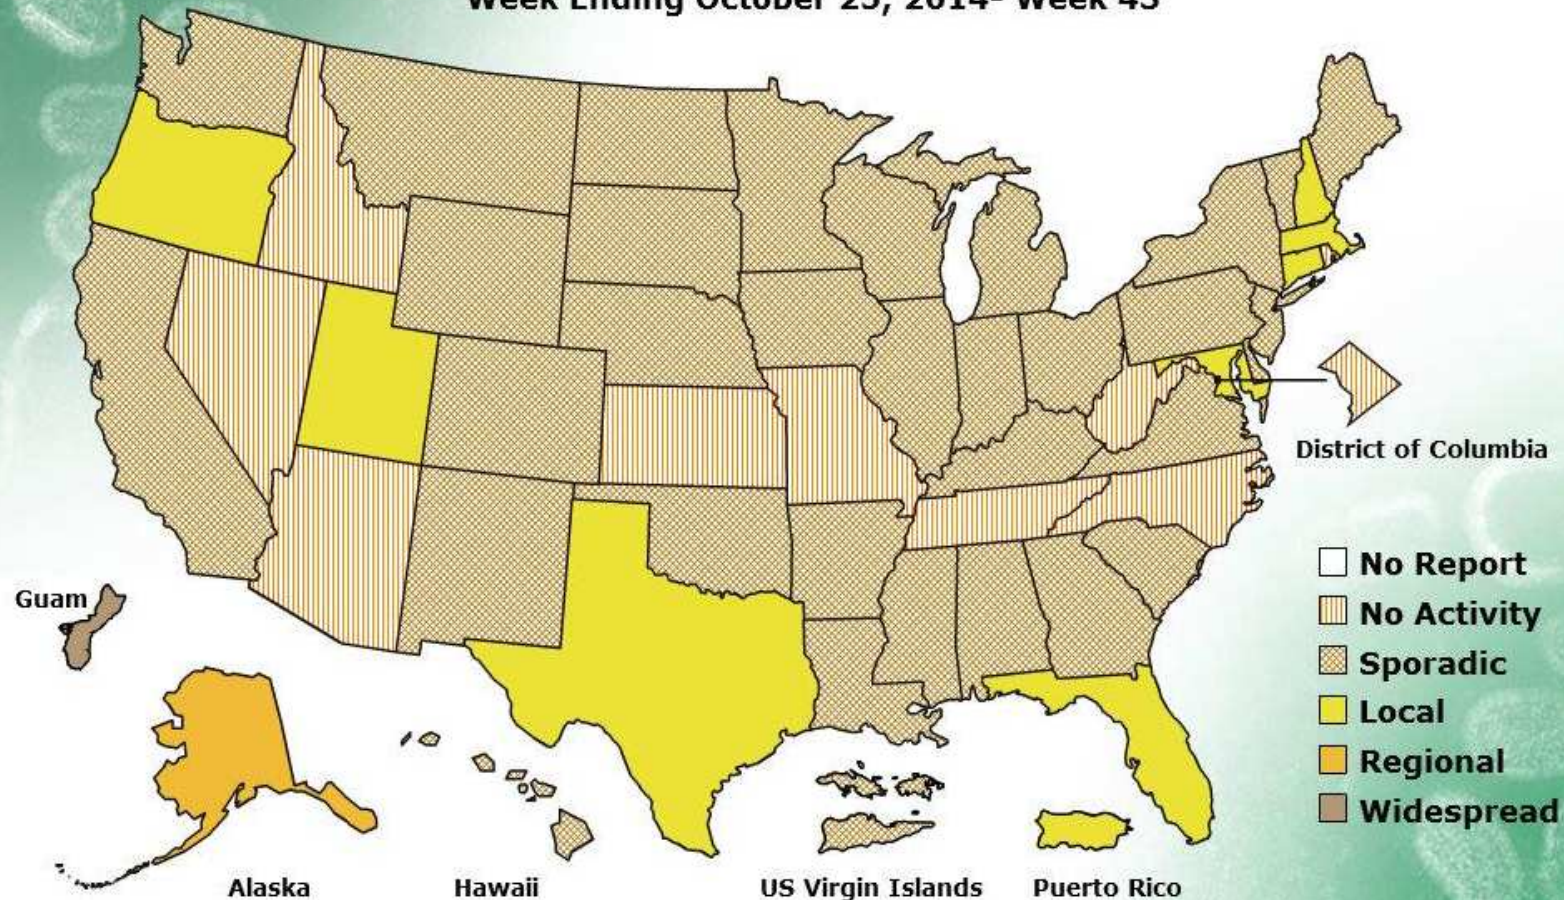 Week Ending October 25, 2014- Week 43
District of Columbia
Guam
No Report
No Activity
Sporadic
Local
Regional
Widespread
Alaska
Hawaii
US Virgin Islands
Puerto Rico